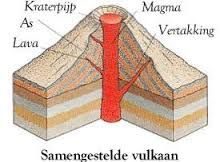 Kraterpijp
Magma
As
Vertakking
Lava
Samengestelde vulkaan